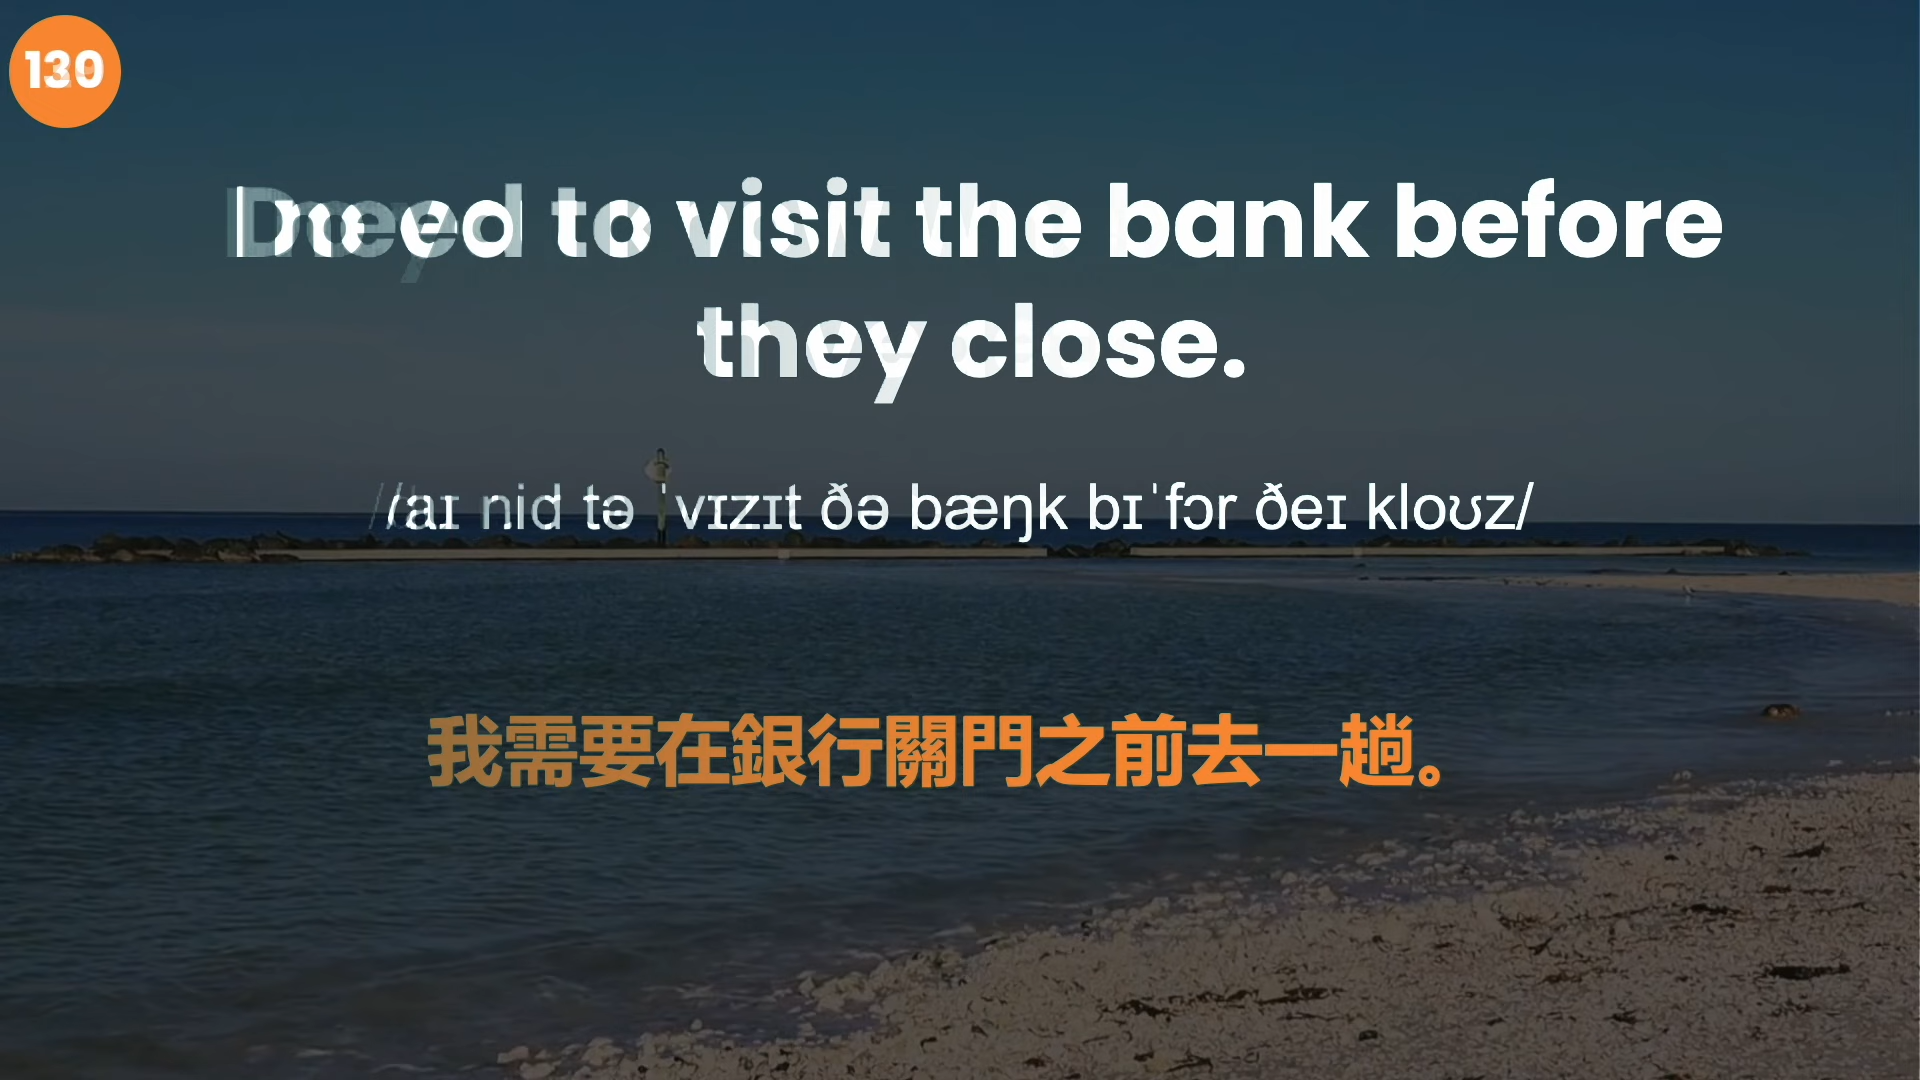 130
I need to visit the bank before
they close.
/aɪ nid tə ˈvɪzɪt ðə bæŋk bɪˈfɔr ðeɪ kloʊz/
我需要在銀行關門之前去一趟。